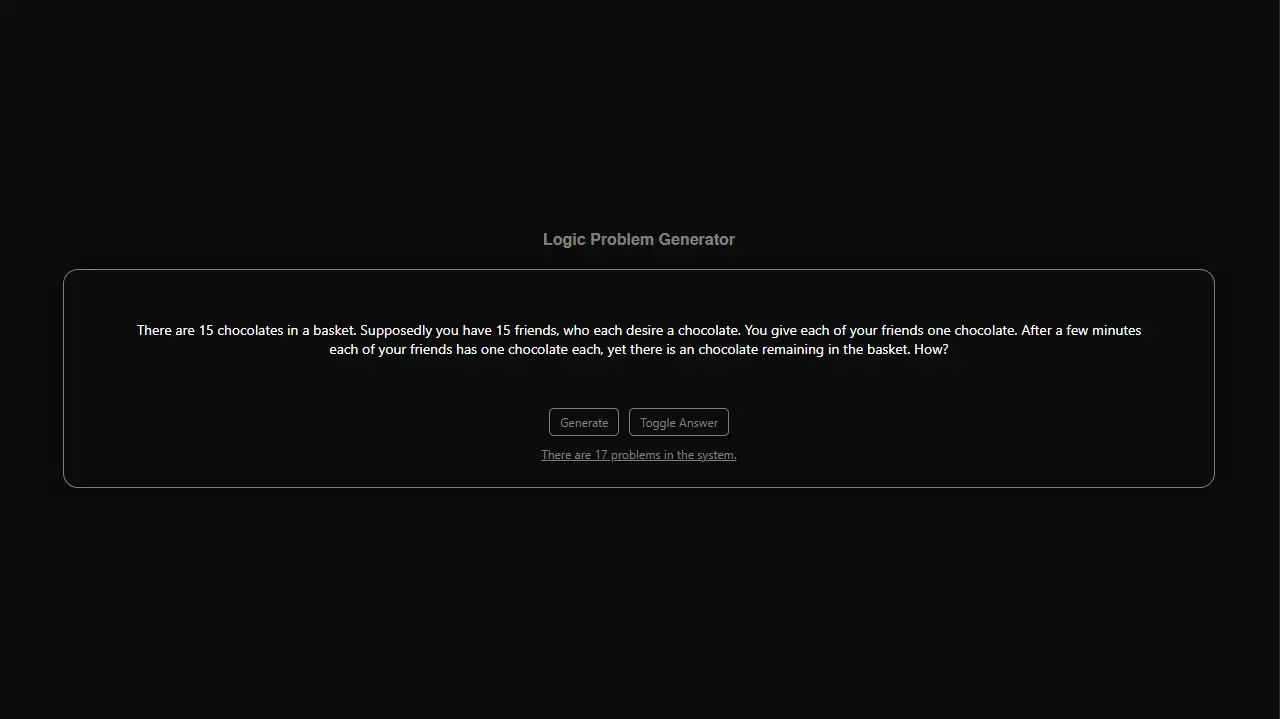 Logic Problem Generator
There are 15 chocolates in a basket. Supposedly you have 15 friends, who each desire a chocolate. You give each of your friends one chocolate. After a few minutes
each of your friends has one chocolate each, yet there is an chocolate remaining in the basket. How?
Generate
Toggle Answer
There are 17 problems in the system.